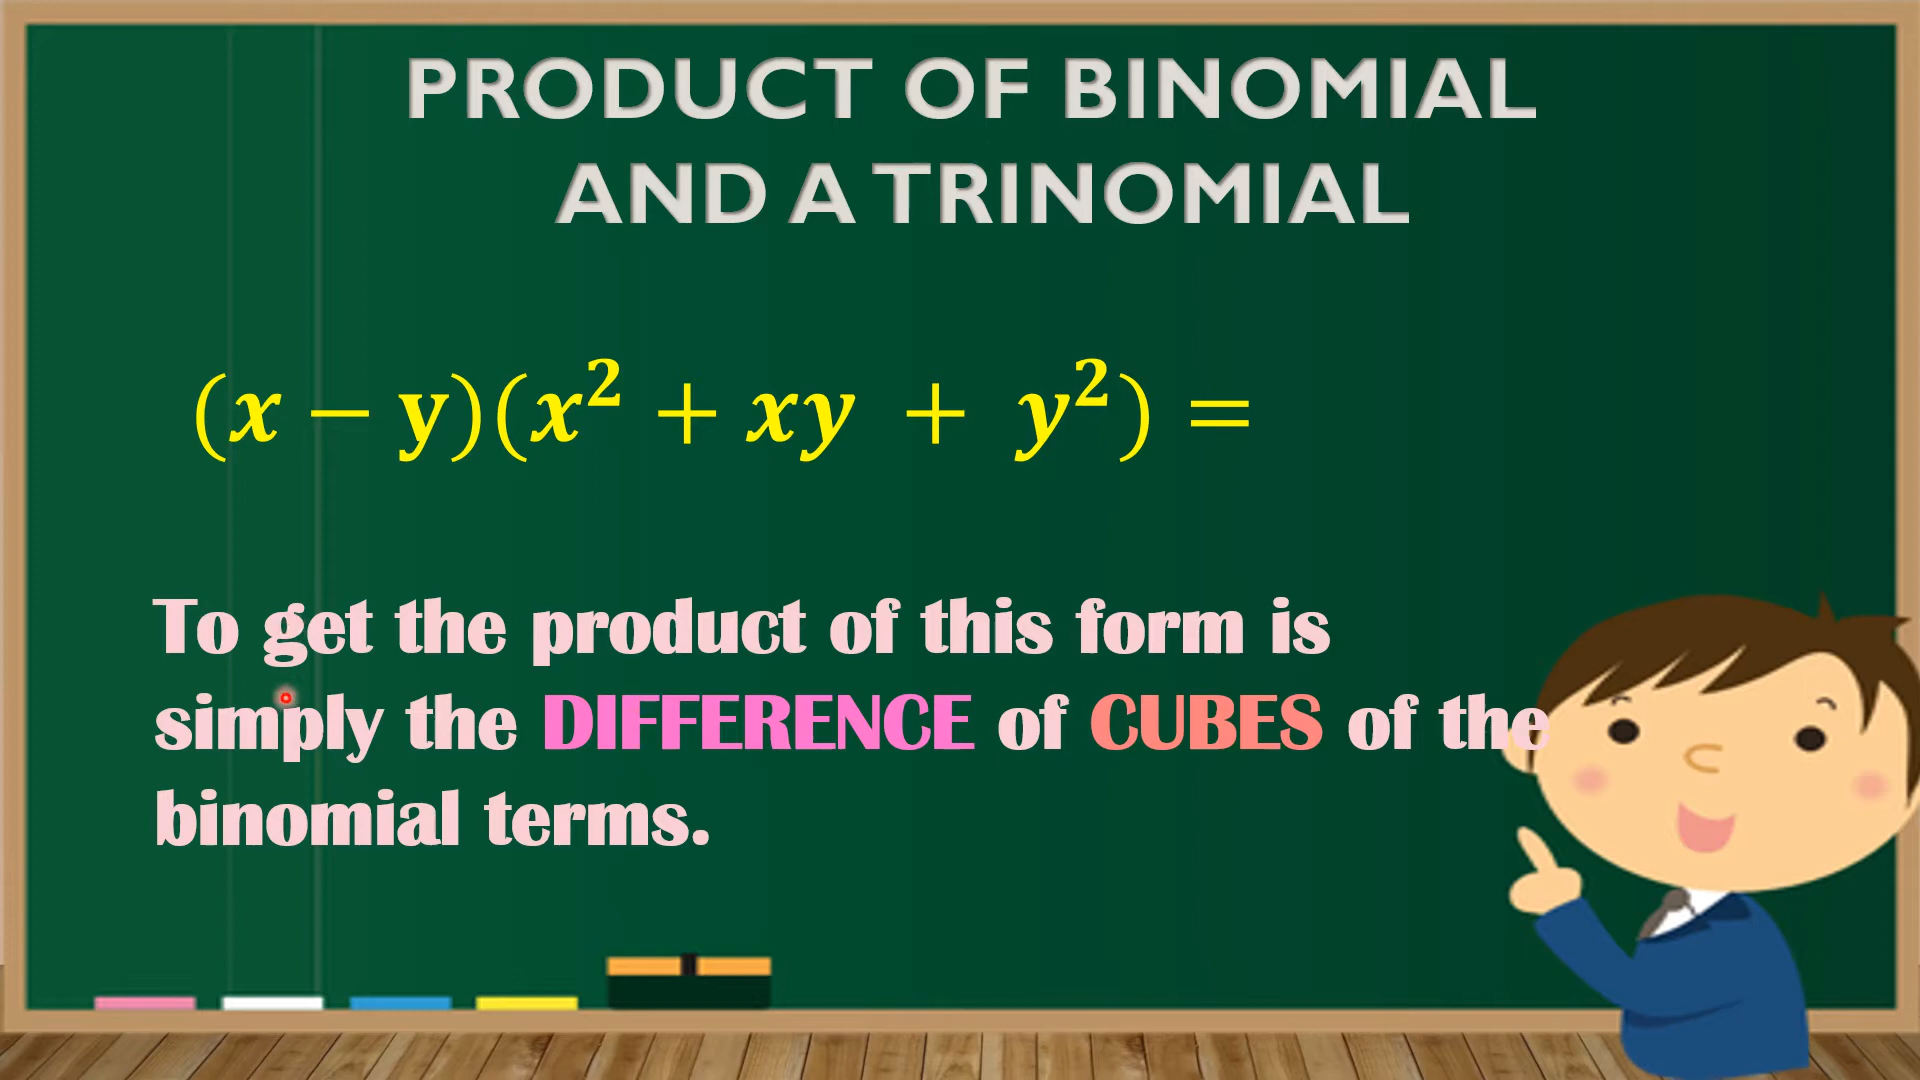 PRODUCT OF BINOMIAL
AND A TRINOMIAL
(x − y)(x² + xy + y²) =
To get the product of this form is
simply the DIFFERENCE of CUBES of the
binomial terms.